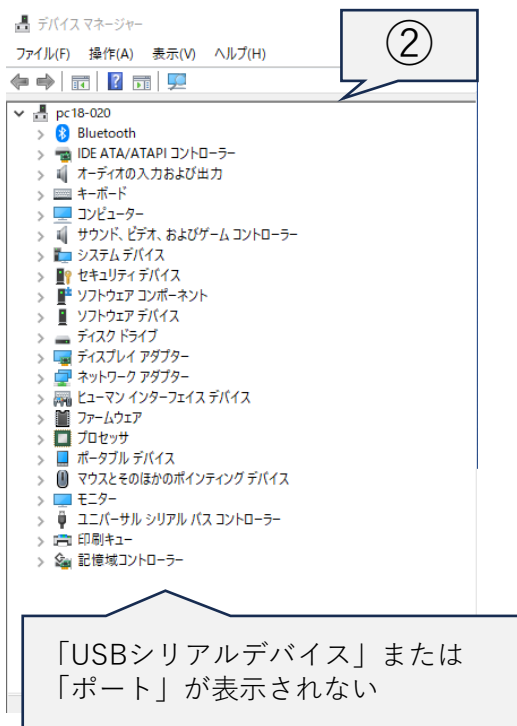 デバイス マネージャー
ファイル(F) 操作(A) 表示(V) ヘルプ(H)
②
pc18-020
Bluetooth
IDE ATA/ATAPI コントローラー
オーディオの入力および出力
キーボード
コンピューター
サウンド、ビデオ、およびゲーム コントローラー
システム デバイス
セキュリティ デバイス
ソフトウェア コンポーネント
ソフトウェア デバイス
ディスク ドライブ
ディスプレイ アダプター
ネットワーク アダプター
ヒューマン インターフェイス デバイス
ファームウェア
プロセッサ
ポータブル デバイス
マウスとそのほかのポインティング デバイス
モニター
ユニバーサル シリアル バス コントローラー
印刷キュー
記憶域コントローラー
「USBシリアルデバイス」または
「ポート」が表示されない